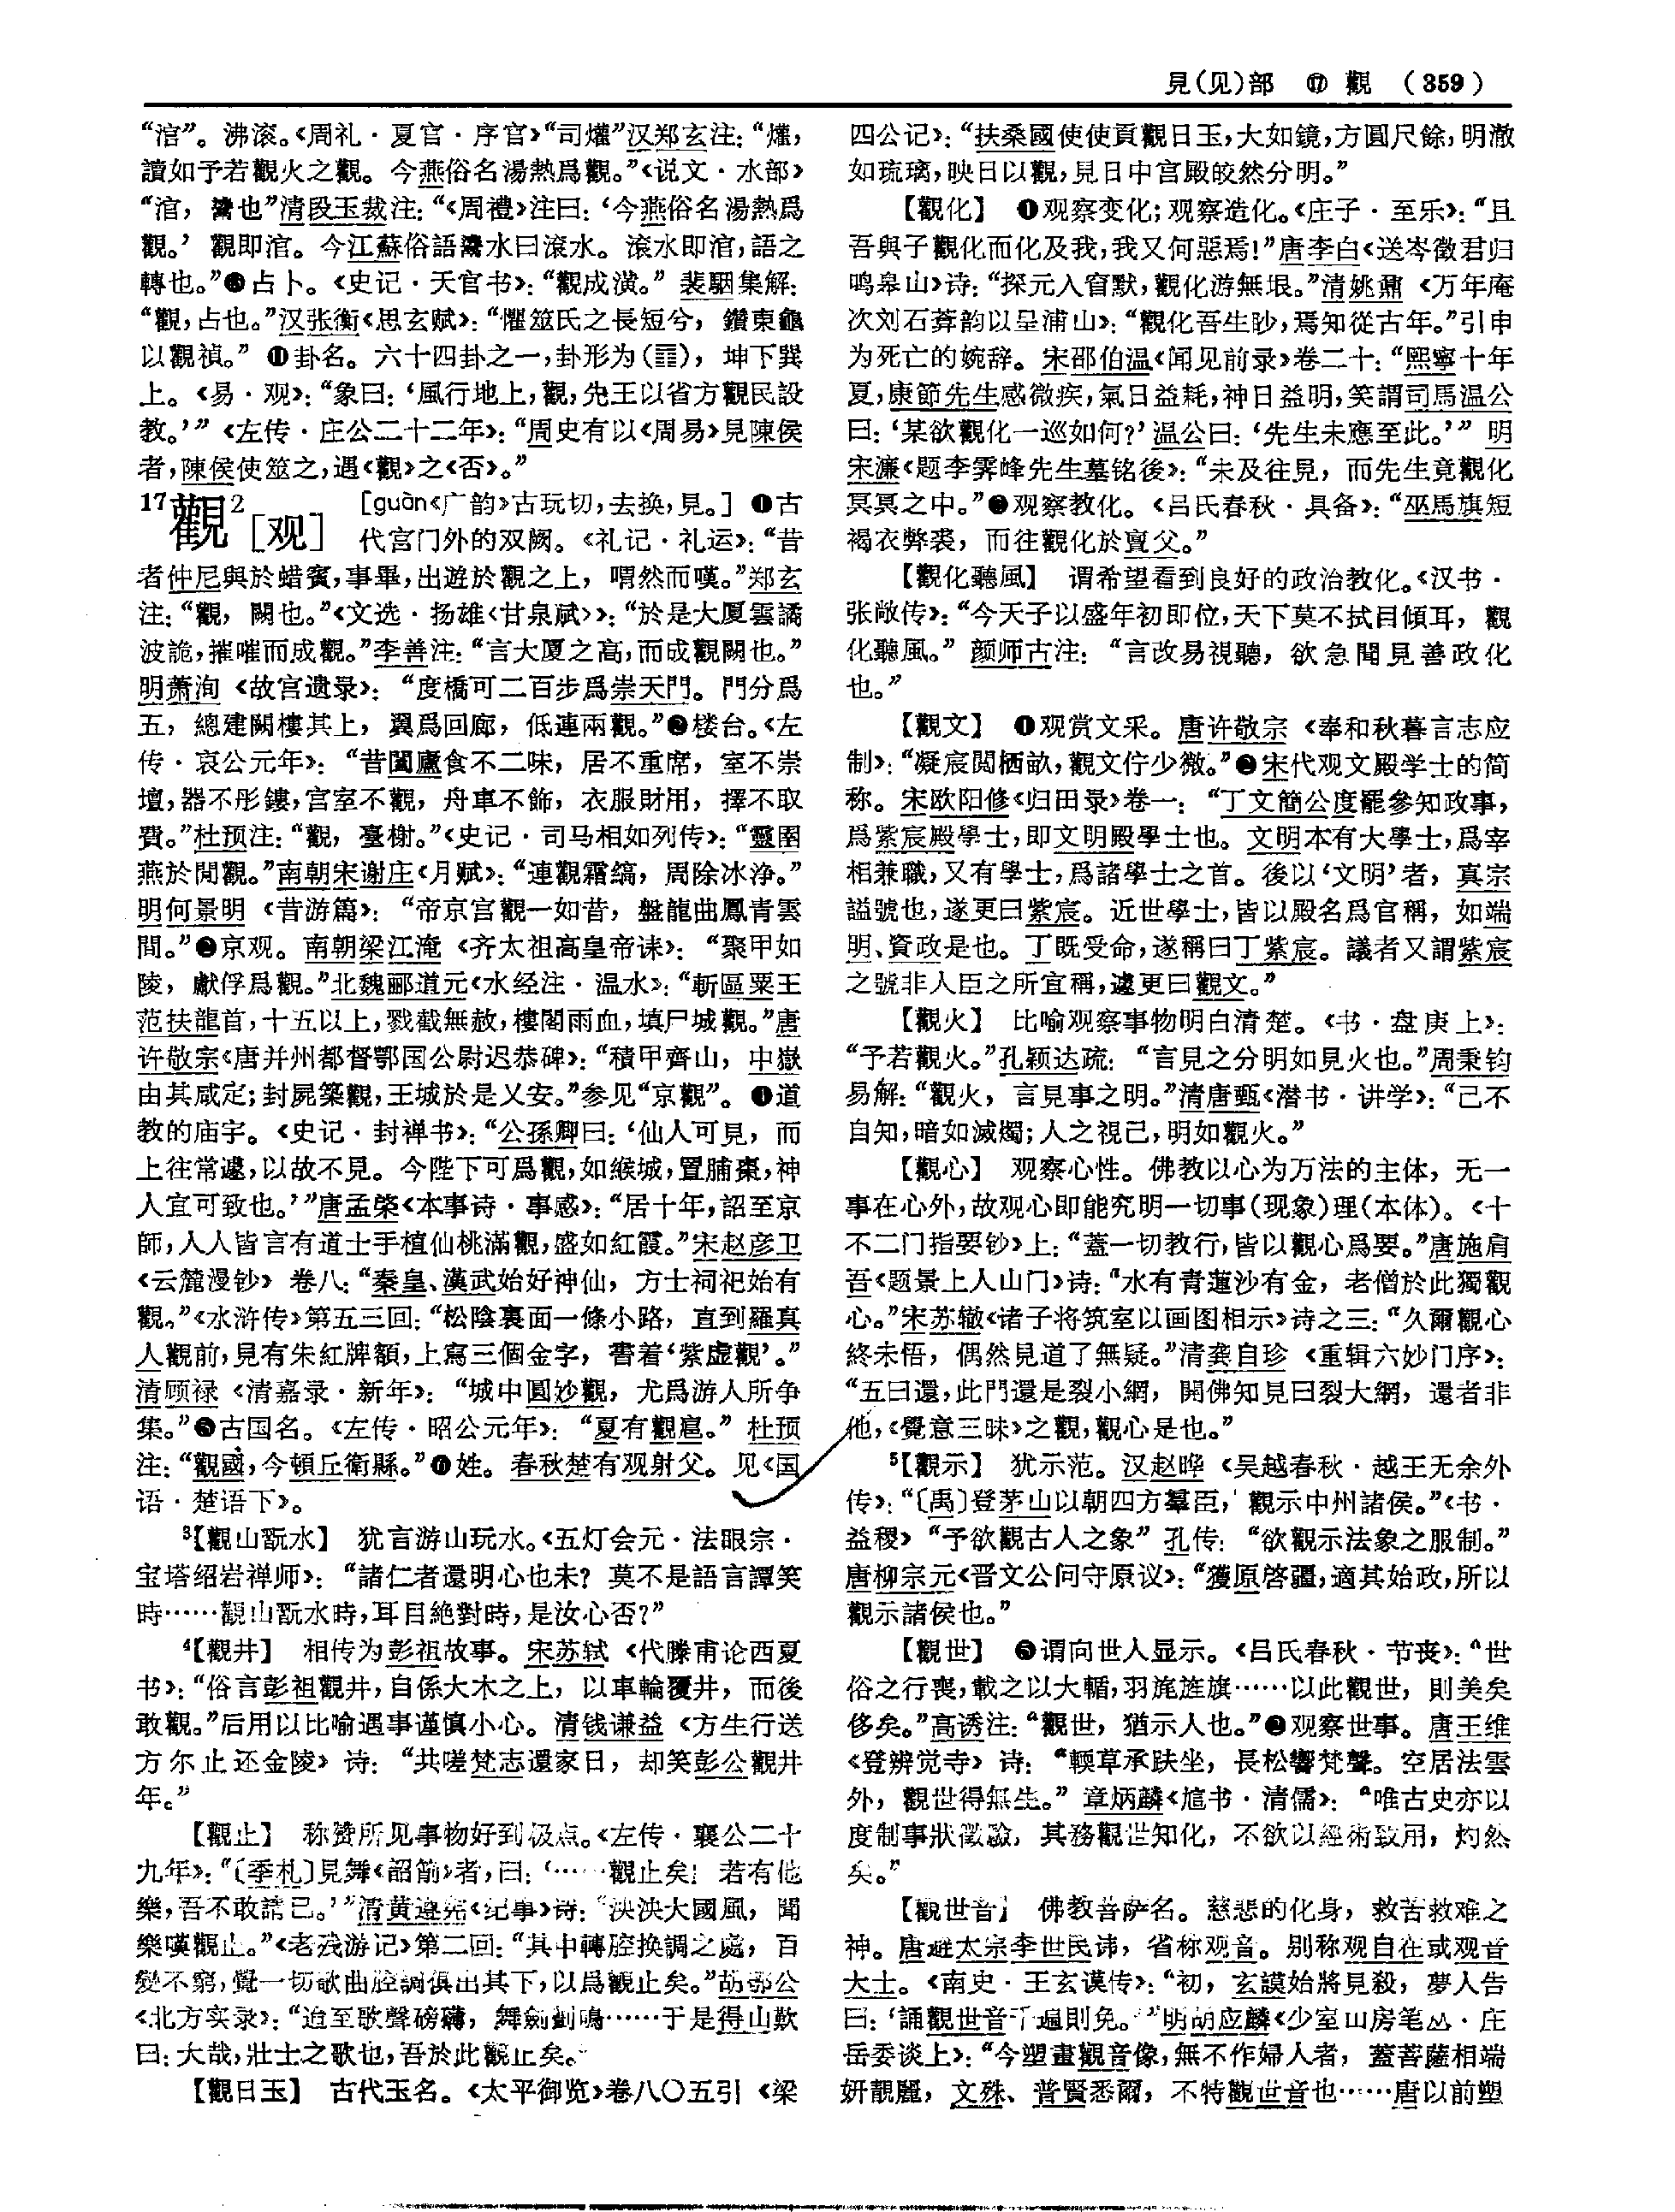 見(见)部 ⑰ 觀 (359)
“涫”。沸滚。《周礼·夏官·序官》“司爟”汉郑玄注：“爟，
讀如予若觀火之觀。今燕俗名湯熱爲觀。”《说文·水部》
“涫，㶣也”清段玉裁注：“《周禮》注曰：‘今燕俗名湯熱爲
觀。’ 觀即涫。今江蘇俗語㶣水曰滚水。滚水即涫，語之
轉也。”❿占卜。《史记·天官书》：“觀成潢。”裴駰集解：
“觀，占也。”汉张衡《思玄赋》：“懼筮氏之長短兮，鑽東龜
以觀禎。” ⓫卦名。六十四卦之一，卦形为(䷓)，坤下巽
上。《易·观》：“象曰：‘風行地上，觀，先王以省方觀民設
教。’”《左传·庄公二十二年》：“周史有以《周易》見陳侯
者，陳侯使筮之，遇《觀》之《否》。”
17觀2［观］ [guàn《广韵》古玩切，去换，見。] ❶古
代宫门外的双阙。《礼记·礼运》：“昔
者仲尼與於蜡賓，事畢，出遊於觀之上，喟然而嘆。”郑玄
注：“觀，闕也。”《文选·扬雄〈甘泉赋〉》：“於是大厦雲譎
波詭，摧嗺而成觀。”李善注：“言大厦之高，而成觀闕也。”
明萧洵《故宫遗录》：“度橋可二百步爲崇天門。門分爲
五，總建闕樓其上，翼爲回廊，低連兩觀。”❷楼台。《左
传·哀公元年》：“昔闔廬食不二味，居不重席，室不崇
壇，器不彤鏤，宫室不觀，舟車不飾，衣服財用，擇不取
費。”杜预注：“觀，臺榭。”《史记·司马相如列传》：“靈圉
燕於閒觀。”南朝宋谢庄《月赋》：“連觀霜縞，周除冰净。”
明何景明《昔游篇》：“帝京宫觀一如昔，盤龍曲鳳青雲
間。”❸京观。南朝梁江淹《齐太祖高皇帝诔》：“聚甲如
陵，獻俘爲觀。”北魏郦道元《水经注·温水》：“斬區粟王
范扶龍首，十五以上，戮截無赦，樓閣雨血，填尸城觀。”唐
许敬宗《唐并州都督鄂国公尉迟恭碑》：“積甲齊山，中嶽
由其咸定；封屍築觀，王城於是乂安。”参见“京觀”。❹道
教的庙宇。《史记·封禅书》：“公孫卿曰：‘仙人可見，而
上往常遽，以故不見。今陛下可爲觀，如緱城，置脯棗，神
人宜可致也。’”唐孟棨《本事诗·事感》：“居十年，詔至京
師，人人皆言有道士手植仙桃滿觀，盛如紅霞。”宋赵彦卫
《云麓漫钞》卷八：“秦皇、漢武始好神仙，方士祠祀始有
觀。”《水浒传》第五三回：“松陰裏面一條小路，直到羅真
人觀前，見有朱紅牌額，上寫三個金字，書着‘紫虚觀’。”
清顾禄《清嘉录·新年》：“城中圓妙觀，尤爲游人所争
集。”❺古国名。《左传·昭公元年》：“夏有觀扈。” 杜预
注：“觀國，今頓丘衛縣。”❻姓。春秋楚有观射父。见《国
语·楚语下》。
3【觀山翫水】 犹言游山玩水。《五灯会元·法眼宗·
宝塔绍岩禅师》：“諸仁者還明心也未？莫不是語言譚笑
時……觀山翫水時，耳目絶對時，是汝心否？”
4【觀井】 相传为彭祖故事。宋苏轼《代滕甫论西夏
书》：“俗言彭祖觀井，自係大木之上，以車輪覆井，而後
敢觀。”后用以比喻遇事谨慎小心。清钱谦益《方生行送
方尔止还金陵》诗：“共嗟梵志還家日，却笑彭公觀井
年。”
【觀止】 称赞所见事物好到极点。《左传·襄公二十
九年》：“〔季札〕見舞《韶箾》者，曰：‘……觀止矣！若有他
樂，吾不敢請已。’”清黄遵宪《纪事》诗：“泱泱大國風，聞
樂嘆觀止。”《老残游记》第二回：“其中轉腔换調之處，百
變不窮，覺一切歌曲腔調俱出其下，以爲觀止矣。”胡鄂公
《北方实录》：“迨至歌聲磅礴，舞劍劃鳴……于是得山歎
曰：大哉，壯士之歌也，吾於此觀止矣。”
【觀日玉】 古代玉名。《太平御览》卷八〇五引《梁
四公记》：“扶桑國使使貢觀日玉，大如鏡，方圓尺餘，明澈
如琉璃，映日以觀，見日中宫殿皎然分明。”
【觀化】 ❶观察变化；观察造化。《庄子·至乐》：“且
吾與子觀化而化及我，我又何惡焉！”唐李白《送岑徵君归
鸣皋山》诗：“探元入窅默，觀化游無垠。”清姚鼐《万年庵
次刘石葊韵以呈浦山》：“觀化吾生眇，焉知從古年。”引申
为死亡的婉辞。宋邵伯温《闻见前录》卷二十：“熙寧十年
夏，康節先生感微疾，氣日益耗，神日益明，笑謂司馬温公
曰：‘某欲觀化一巡如何？’温公曰：‘先生未應至此。’”明
宋濂《题李霁峰先生墓铭後》：“未及往見，而先生竟觀化
冥冥之中。”❷观察教化。《吕氏春秋·具备》：“巫馬旗短
褐衣弊裘，而往觀化於亶父。”
【觀化聽風】 谓希望看到良好的政治教化。《汉书·
张敞传》：“今天子以盛年初即位，天下莫不拭目傾耳，觀
化聽風。” 颜师古注：“言改易視聽，欲急聞見善政化
也。”
【觀文】 ❶观赏文采。唐许敬宗《奉和秋暮言志应
制》：“凝宸閲栖畝，觀文佇少微。”❷宋代观文殿学士的简
称。宋欧阳修《归田录》卷一：“丁文簡公度罷參知政事，
爲紫宸殿學士，即文明殿學士也。文明本有大學士，爲宰
相兼職，又有學士，爲諸學士之首。後以‘文明’者，真宗
謚號也，遂更曰紫宸。近世學士，皆以殿名爲官稱，如端
明、資政是也。丁既受命，遂稱曰丁紫宸。議者又謂紫宸
之號非人臣之所宜稱，遽更曰觀文。”
【觀火】 比喻观察事物明白清楚。《书·盘庚上》：
“予若觀火。”孔颖达疏：“言見之分明如見火也。”周秉钧
易解：“觀火，言見事之明。”清唐甄《潜书·讲学》：“己不
自知，暗如滅燭；人之視己，明如觀火。”
【觀心】 观察心性。佛教以心为万法的主体，无一
事在心外，故观心即能究明一切事(现象)理(本体)。《十
不二门指要钞》上：“蓋一切教行，皆以觀心爲要。”唐施肩
吾《题景上人山门》诗：“水有青蓮沙有金，老僧於此獨觀
心。”宋苏辙《诸子将筑室以画图相示》诗之三：“久爾觀心
終未悟，偶然見道了無疑。”清龚自珍《重辑六妙门序》：
“五曰還，此門還是裂小網，開佛知見曰裂大網，還者非
他，《覺意三昧》之觀，觀心是也。”
5【觀示】 犹示范。汉赵晔《吴越春秋·越王无余外
传》：“〔禹〕登茅山以朝四方羣臣，觀示中州諸侯。”《书·
益稷》“予欲觀古人之象” 孔传：“欲觀示法象之服制。”
唐柳宗元《晋文公问守原议》：“獲原啓疆，適其始政，所以
觀示諸侯也。”
【觀世】 ❶谓向世人显示。《吕氏春秋·节丧》：“世
俗之行喪，載之以大輴，羽旄旌旗……以此觀世，則美矣
侈矣。”高诱注：“觀世，猶示人也。”❷观察世事。唐王维
《登辨觉寺》诗：“輭草承趺坐，長松響梵聲。空居法雲
外，觀世得無生。”章炳麟《訄书·清儒》：“唯古史亦以
度制事狀徵驗，其務觀世知化，不欲以經術致用，灼然
矣。”
【觀世音】 佛教菩萨名。慈悲的化身，救苦救难之
神。唐避太宗李世民讳，省称观音。别称观自在或观音
大士。《南史·王玄谟传》：“初，玄謨始將見殺，夢人告
曰：‘誦觀世音千遍則免。’”明胡应麟《少室山房笔丛·庄
岳委谈上》：“今塑畫觀音像，無不作婦人者，蓋菩薩相端
妍靚麗，文殊、普賢悉爾，不特觀世音也……唐以前塑